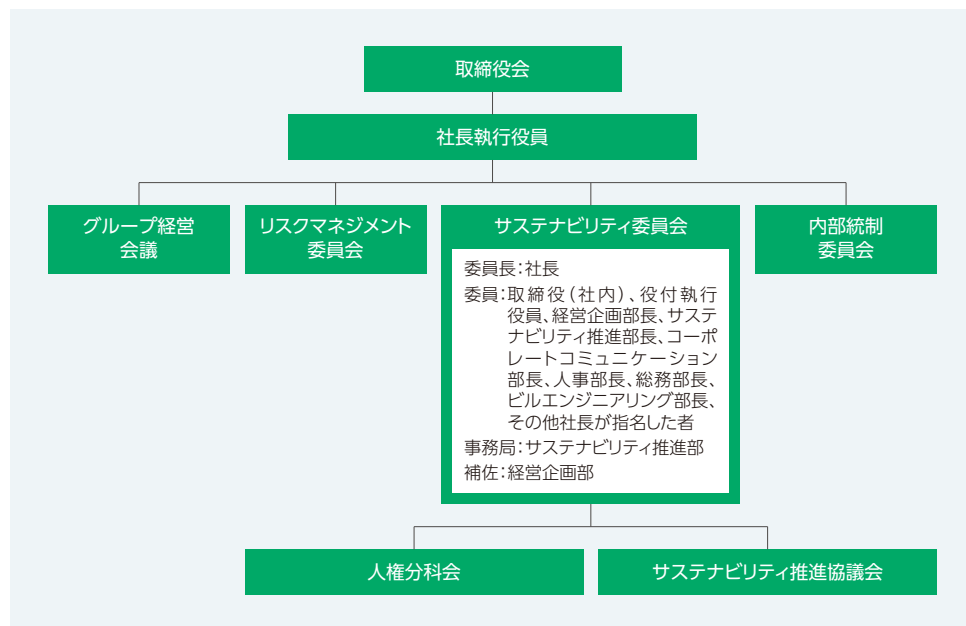 取締役会
社長執行役員
グループ経営
会議
リスクマネジメント
委員会
サステナビリティ委員会
委員長：社長
委員：取締役（社内）、役付執行
役員、経営企画部長、サステ
ナビリティ推進部長、コーポ
レートコミュニケーション
部長、人事部長、総務部長、
ビルエンジニアリング部長、
その他社長が指名した者
事務局：サステナビリティ推進部
補佐：経営企画部
内部統制
委員会
人権分科会
サステナビリティ推進協議会